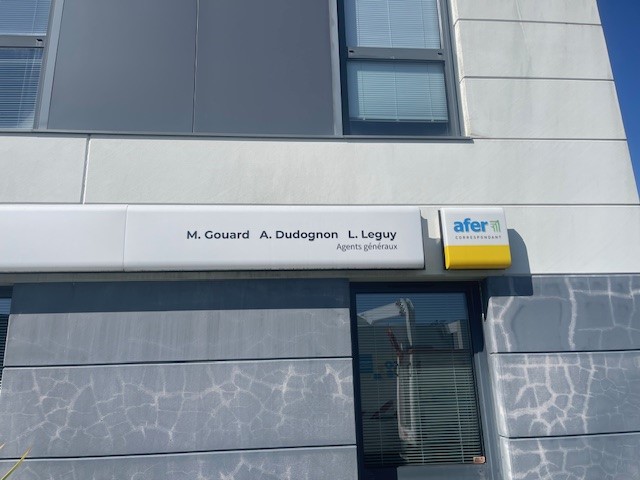 M. Gouard A. Dudognon L. Leguy
Agents généraux
afer
CORRESPONDANT